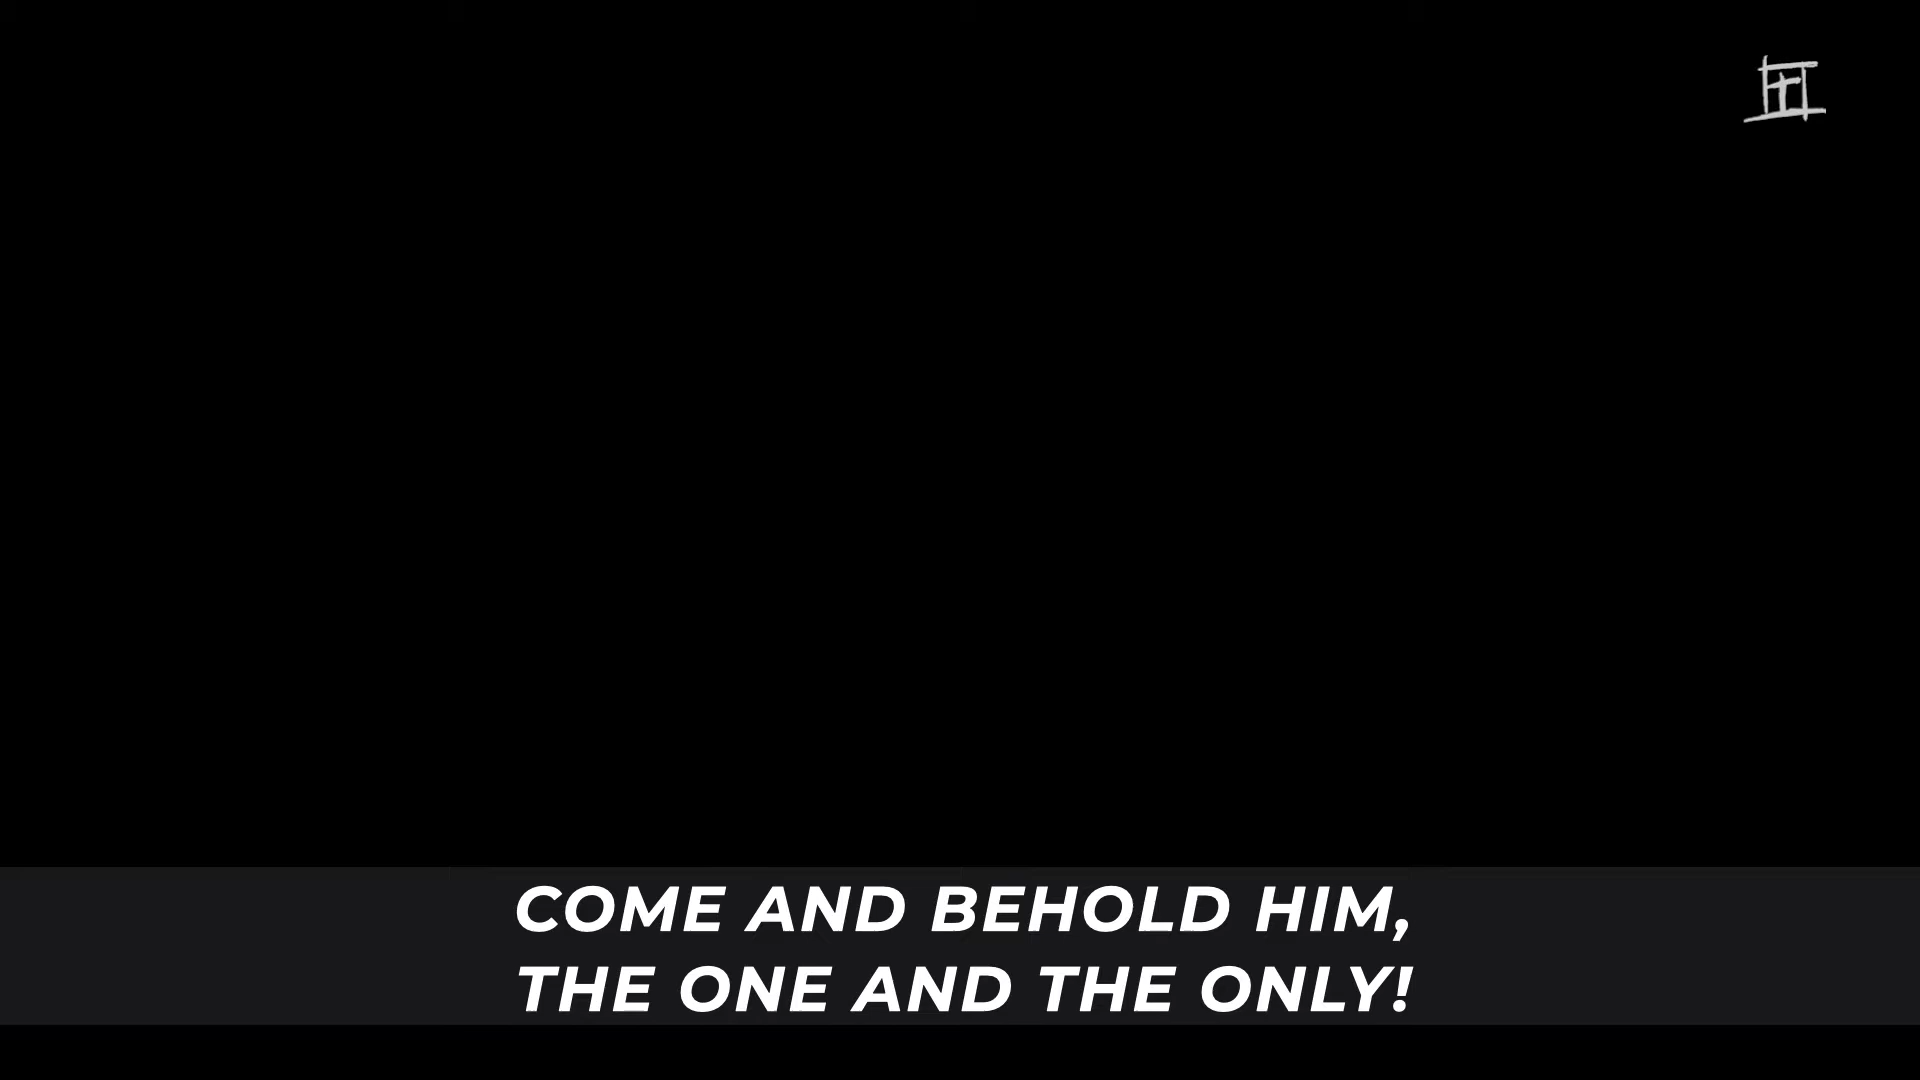 COME AND BEHOLD HIM,
THE ONE AND THE ONLY!